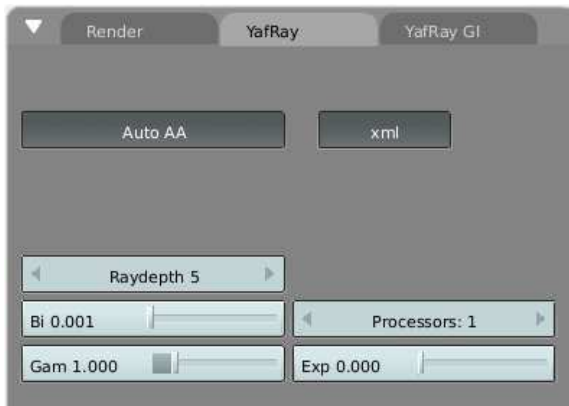 Render YafRay YafRay GI
Auto AA xml
Raydepth 5
Bi 0.001 Processors: 1
Gam 1.000 Exp 0.000